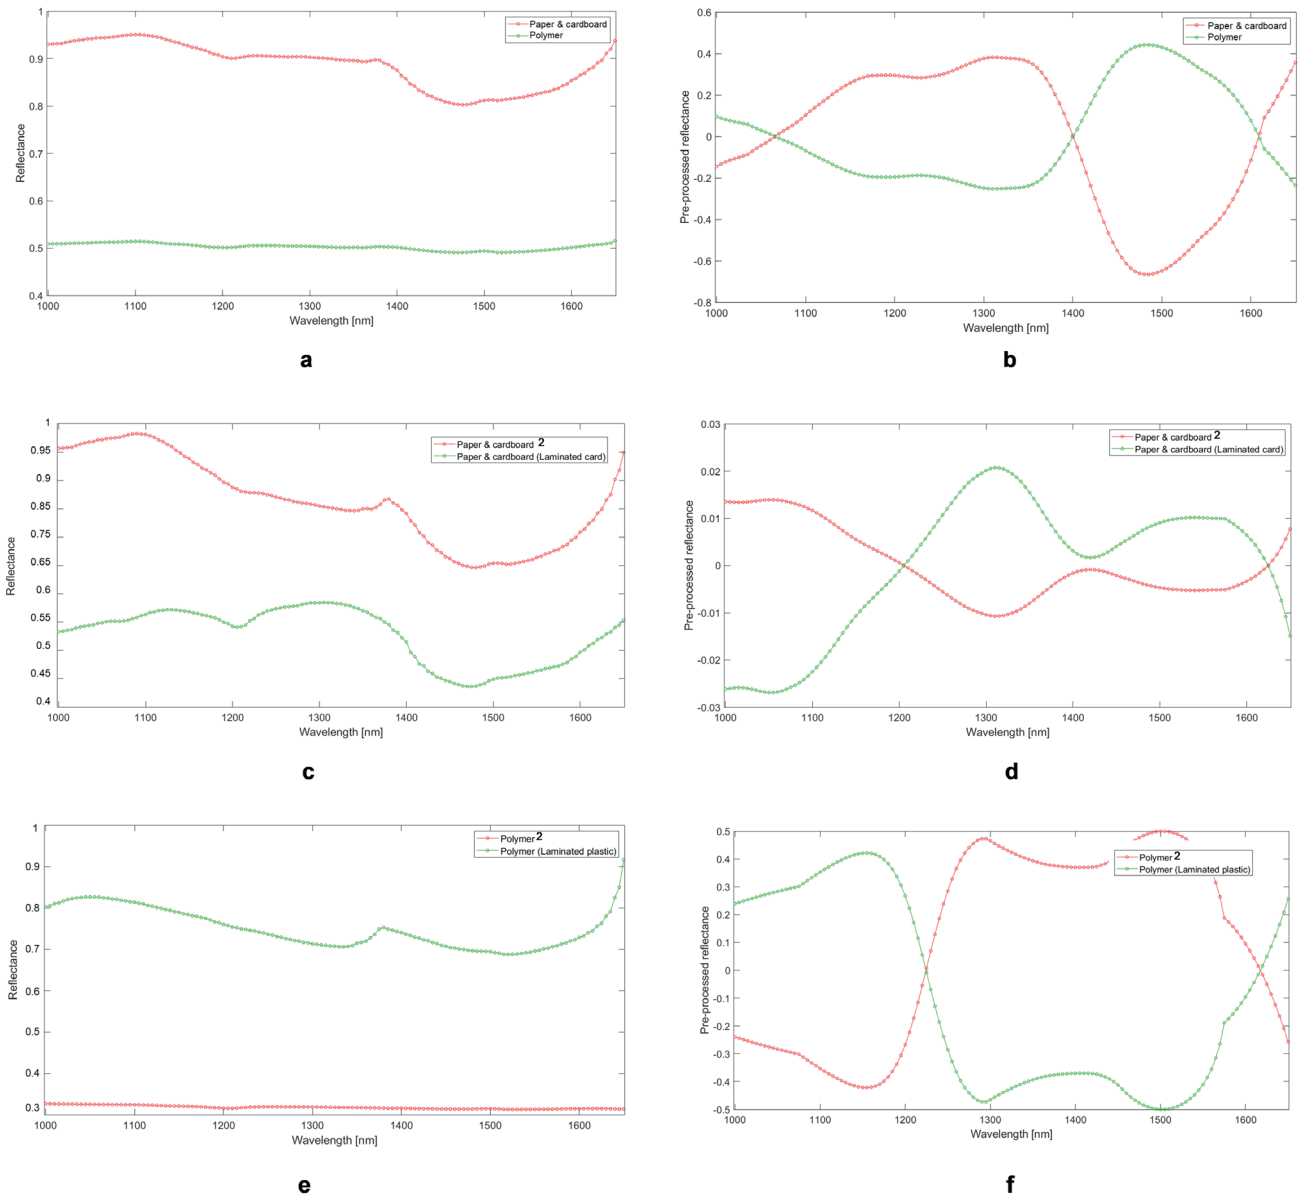 1
0.9
0.8
0.7
0.6
0.5
0.4
Reflectance
Paper & cardboard
Polymer
1000 1100 1200 1300 1400 1500 1600
Wavelength [nm]
a
0.6
0.4
0.2
0
-0.2
-0.4
-0.6
-0.8
Pre-processed reflectance
Paper & cardboard
Polymer
1000 1100 1200 1300 1400 1500 1600
Wavelength [nm]
b
1
0.95
0.9
0.85
0.65
0.55
0.5
0.45
0.4
Reflectance
Paper & cardboard 2
Paper & cardboard (Laminated card)
1000 1100 1200 1300 1400 1500 1600
Wavelength [nm]
c
0.03
0.02
0.01
0
-0.01
-0.02
-0.03
Pre-processed reflectance
Paper & cardboard 2
Paper & cardboard (Laminated card)
1000 1100 1200 1300 1400 1500 1600
Wavelength [nm]
d
1
0.9
0.8
0.7
0.6
0.5
0.4
0.3
Reflectance
Polymer 2
Polymer (Laminated plastic)
1000 1100 1200 1300 1400 1500 1600
Wavelength [nm]
e
0.5
0.4
0.3
0.2
0.1
0
-0.1
-0.2
-0.3
-0.4
-0.5
Pre-processed reflectance
Polymer 2
Polymer (Laminated plastic)
1000 1100 1200 1300 1400 1500 1600
Wavelength [nm]
f